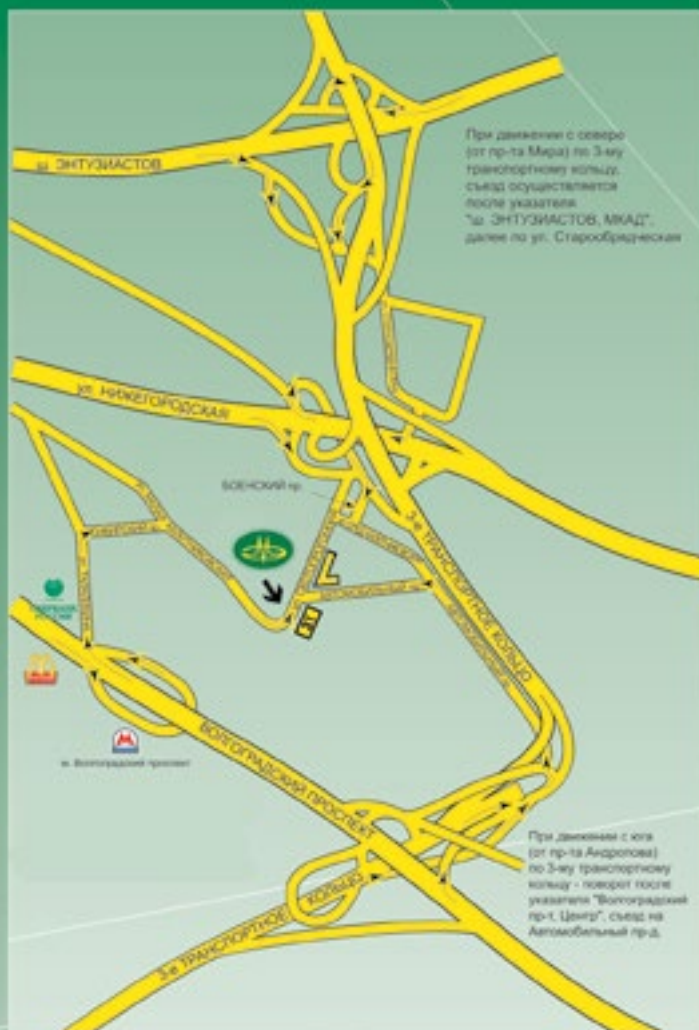 ш. ЭНТУЗИАСТОВ
При движении с севера
(от пр-та Мира) по 3-му
транспортному кольцу,
съезд осуществляется
после указателя
"ш. ЭНТУЗИАСТОВ, МКАД",
далее по ул. Старообрядческая
ул. НИЖЕГОРОДСКАЯ
БОЕНСКИЙ пр.
3-е ТРАНСПОРТНОЕ КОЛЬЦО
СБЕРБАНК
РОССИИ
м. Волгоградский проспект
ВОЛГОГРАДСКИЙ ПРОСПЕКТ
3-е ТРАНСПОРТНОЕ КОЛЬЦО
При движении с юга
(от пр-та Андропова)
по 3-му транспортному
кольцу - поворот после
указателя "Волгоградский
пр-т, Центр", съезд на
Автомобильный пр-д.